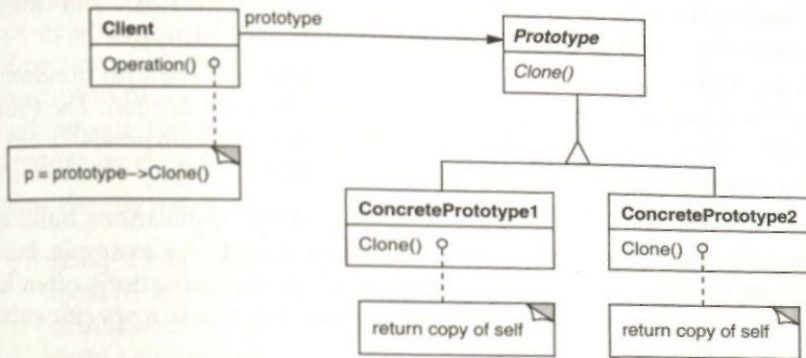 Client
prototype
Prototype
Operation()
Clone()
p = prototype–>Clone()
ConcretePrototype1
ConcretePrototype2
Clone()
Clone()
return copy of self
return copy of self